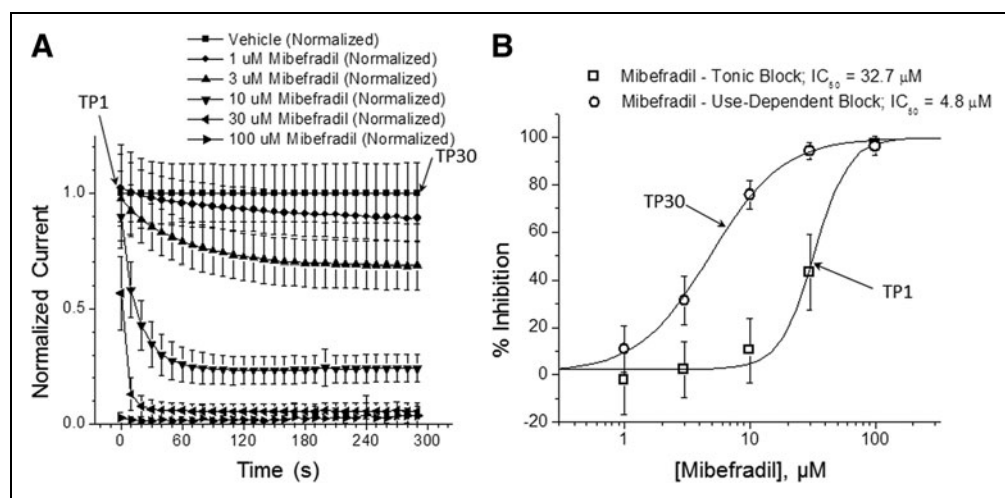 A
Vehicle (Normalized)
1 uM Mibefradil (Normalized)
3 uM Mibefradil (Normalized)
10 uM Mibefradil (Normalized)
30 uM Mibefradil (Normalized)
100 uM Mibefradil (Normalized)
TP1
TP30
1.0
0.5
0.0
Normalized Current
0 60 120 180 240 300
Time (s)
B
Mibefradil - Tonic Block; IC50 = 32.7 μM
Mibefradil - Use-Dependent Block; IC50 = 4.8 μM
100
80
60
40
20
0
-20
% Inhibition
TP30
TP1
1 10 100
[Mibefradil], μM